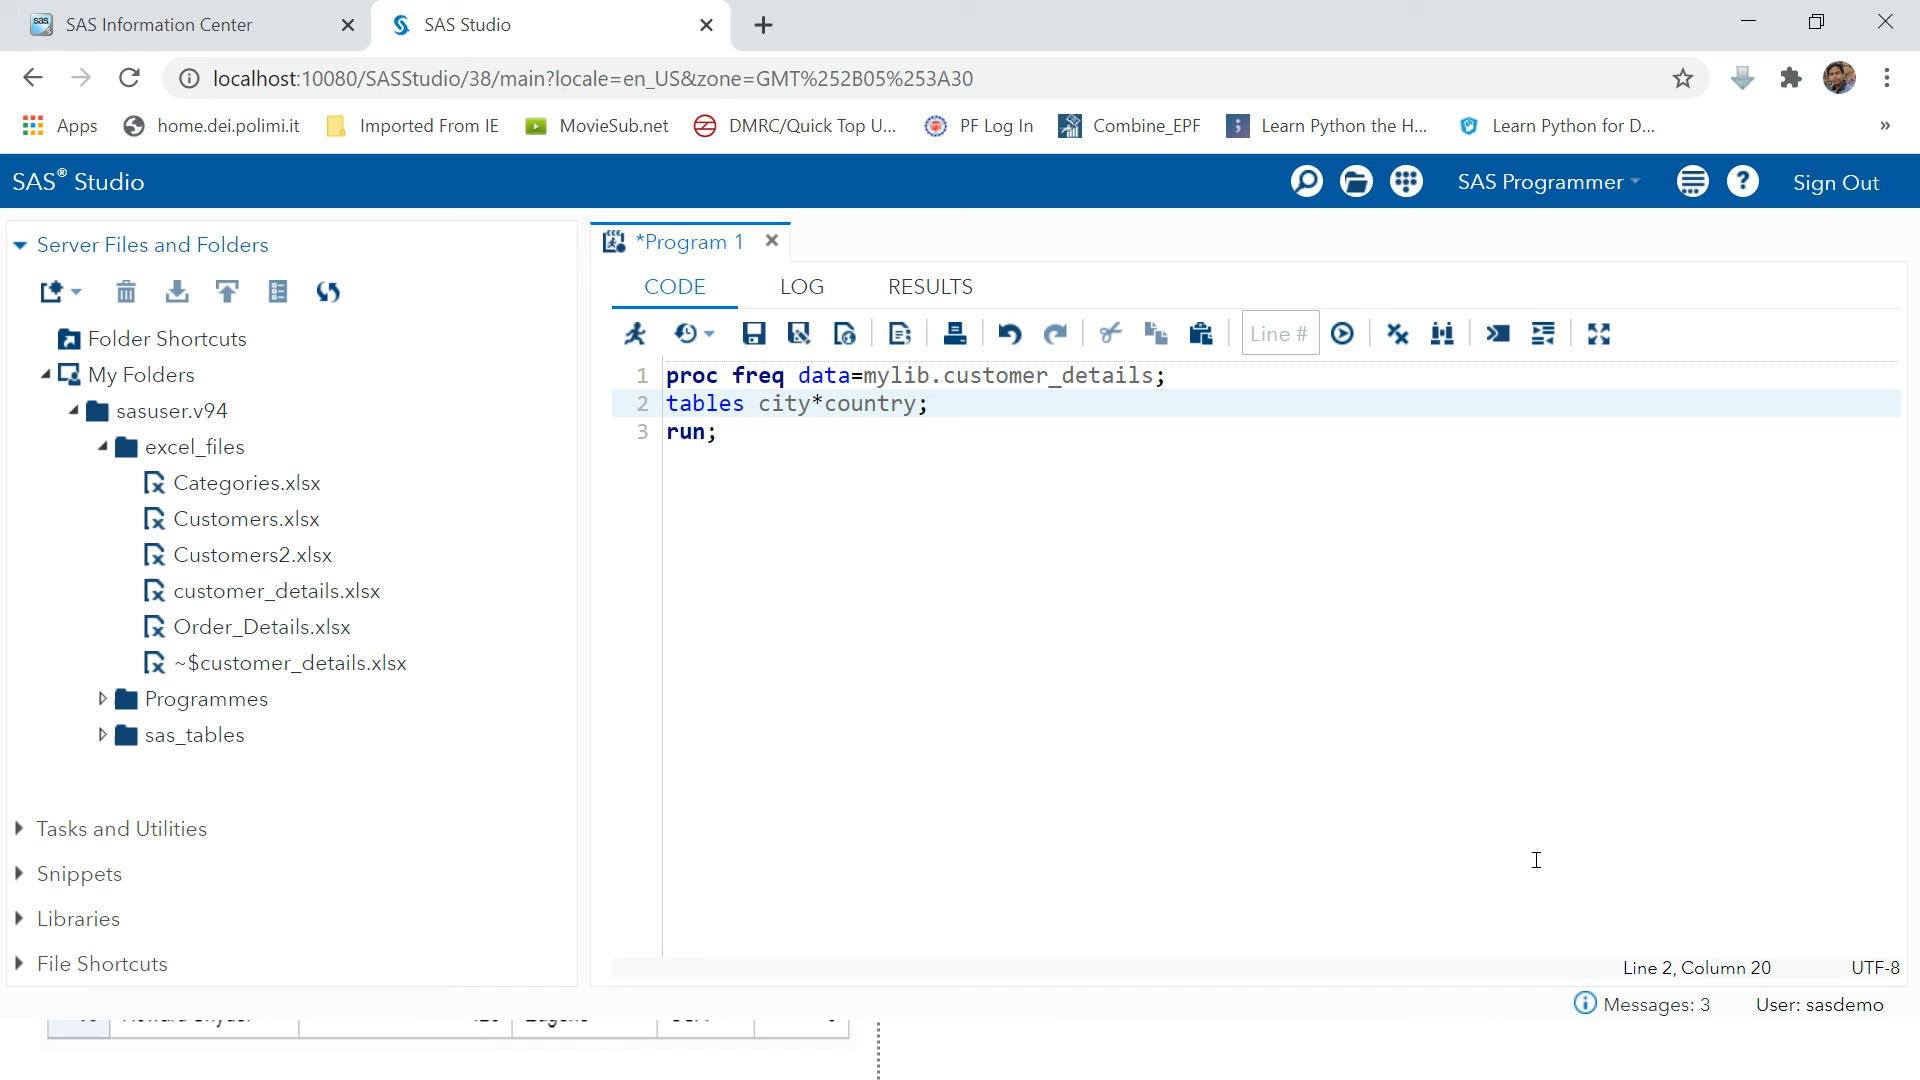 SAS Information Center
SAS Studio
localhost:10080/SASStudio/38/main?locale=en_US&zone=GMT%252B05%253A30
Apps
home.dei.polimi.it
Imported From IE
MovieSub.net
DMRC/Quick Top U...
PF Log In
Combine_EPF
Learn Python the H...
Learn Python for D...
»
SAS® Studio
SAS Programmer
Sign Out
Server Files and Folders
Folder Shortcuts
My Folders
sasuser.v94
excel_files
Categories.xlsx
Customers.xlsx
Customers2.xlsx
customer_details.xlsx
Order_Details.xlsx
~$customer_details.xlsx
Programmes
sas_tables
Tasks and Utilities
Snippets
Libraries
File Shortcuts
*Program 1
CODE LOG RESULTS
Line #
1 proc freq data=mylib.customer_details;
2 tables city*country;
3 run;
Line 2, Column 20
UTF-8
Messages: 3
User: sasdemo